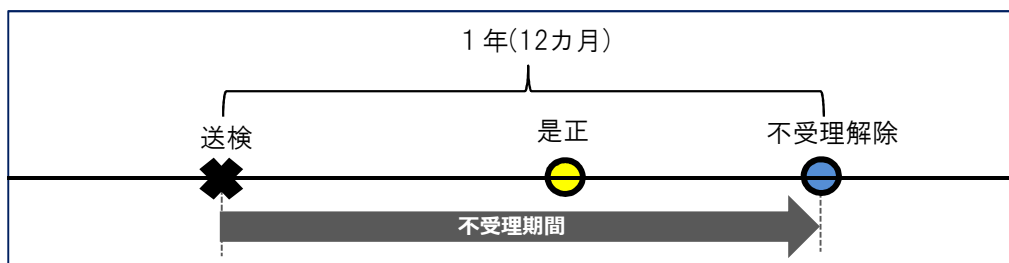 １年(12カ月)
送検
是正
不受理解除
不受理期間